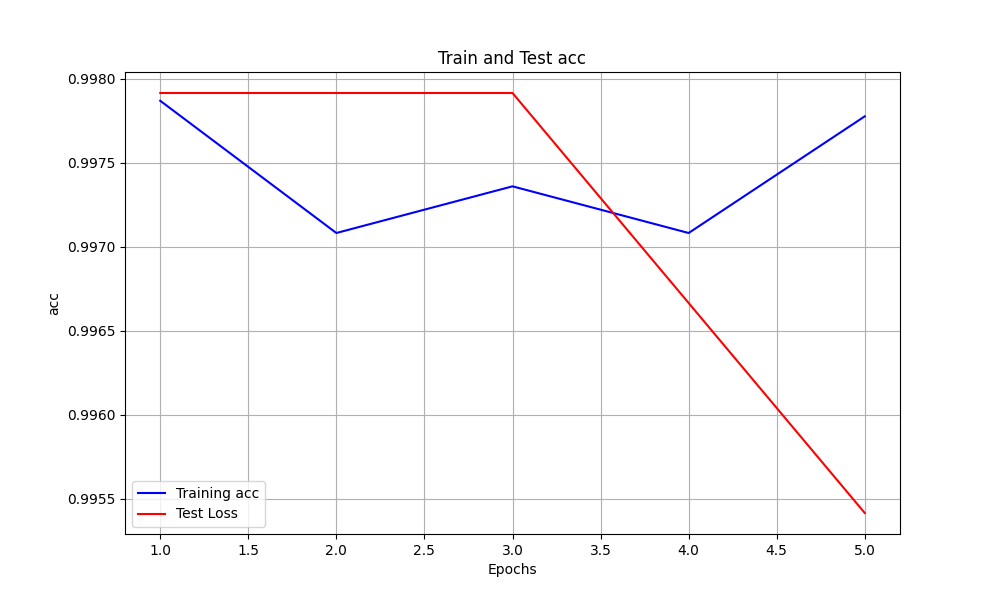 Train and Test acc
0.9980
0.9975
0.9970
0.9965
0.9960
0.9955
acc
Training acc
Test Loss
1.0 1.5 2.0 2.5 3.0 3.5 4.0 4.5 5.0
Epochs